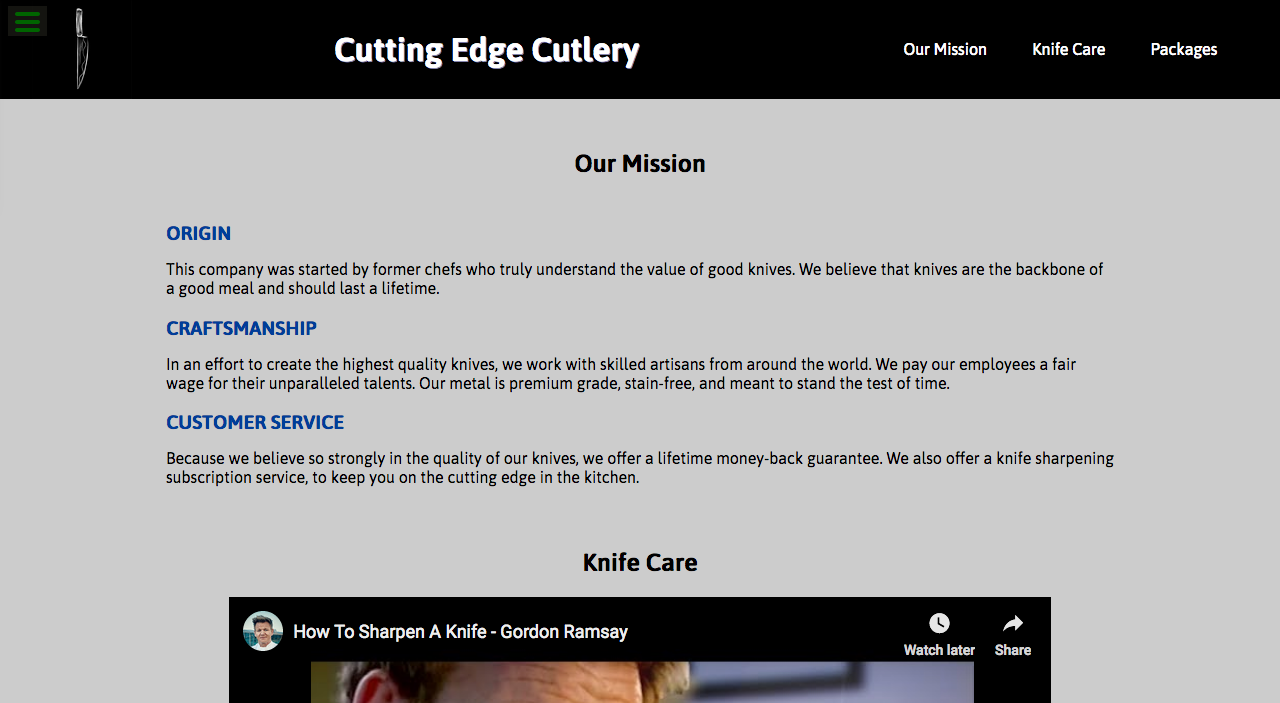 Cutting Edge Cutlery
Our Mission
Knife Care
Packages
Our Mission
ORIGIN
This company was started by former chefs who truly understand the value of good knives. We believe that knives are the backbone of
a good meal and should last a lifetime.
CRAFTSMANSHIP
In an effort to create the highest quality knives, we work with skilled artisans from around the world. We pay our employees a fair
wage for their unparalleled talents. Our metal is premium grade, stain-free, and meant to stand the test of time.
CUSTOMER SERVICE
Because we believe so strongly in the quality of our knives, we offer a lifetime money-back guarantee. We also offer a knife sharpening
subscription service, to keep you on the cutting edge in the kitchen.
Knife Care
How To Sharpen A Knife - Gordon Ramsay
Watch later
Share